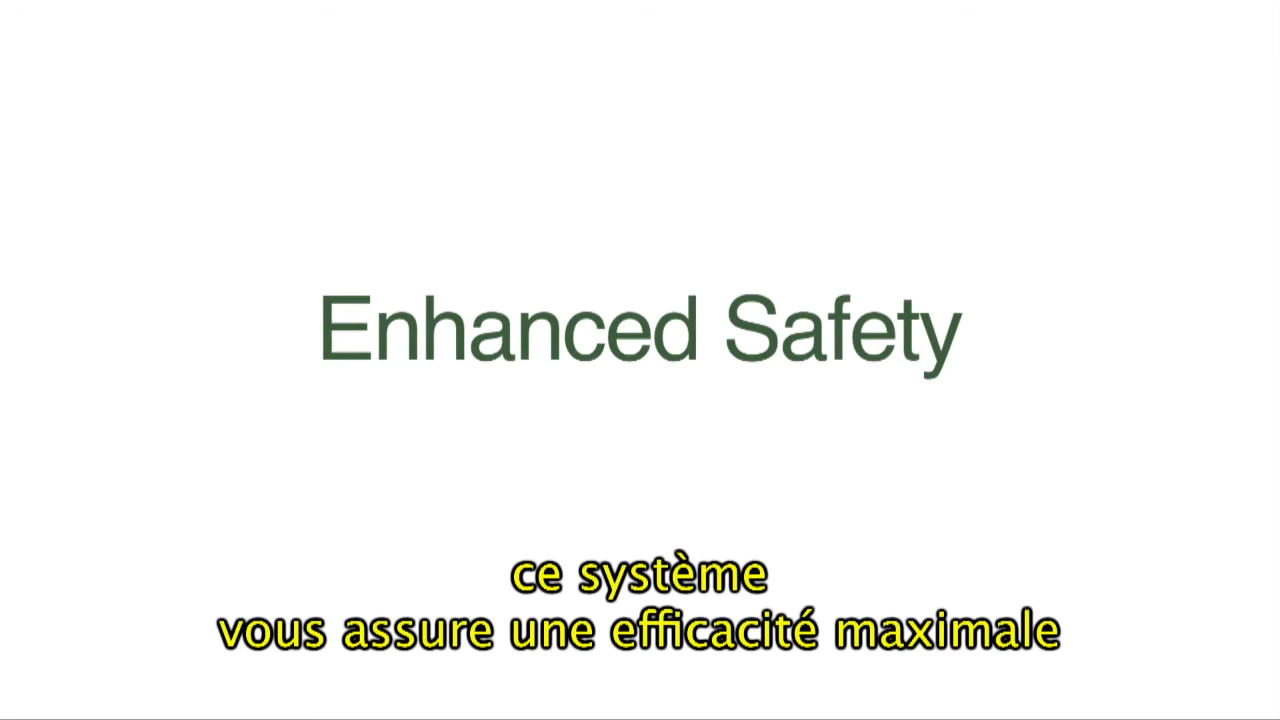 Enhanced Safety
ce système
vous assure une efficacité maximale